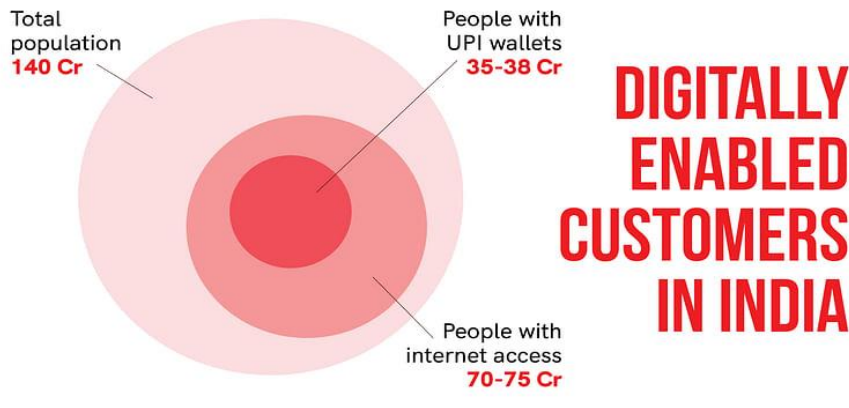 Total
population
140 Cr
People with
UPI wallets
35-38 Cr
DIGITALLY
ENABLED
CUSTOMERS
IN INDIA
People with
internet access
70-75 Cr